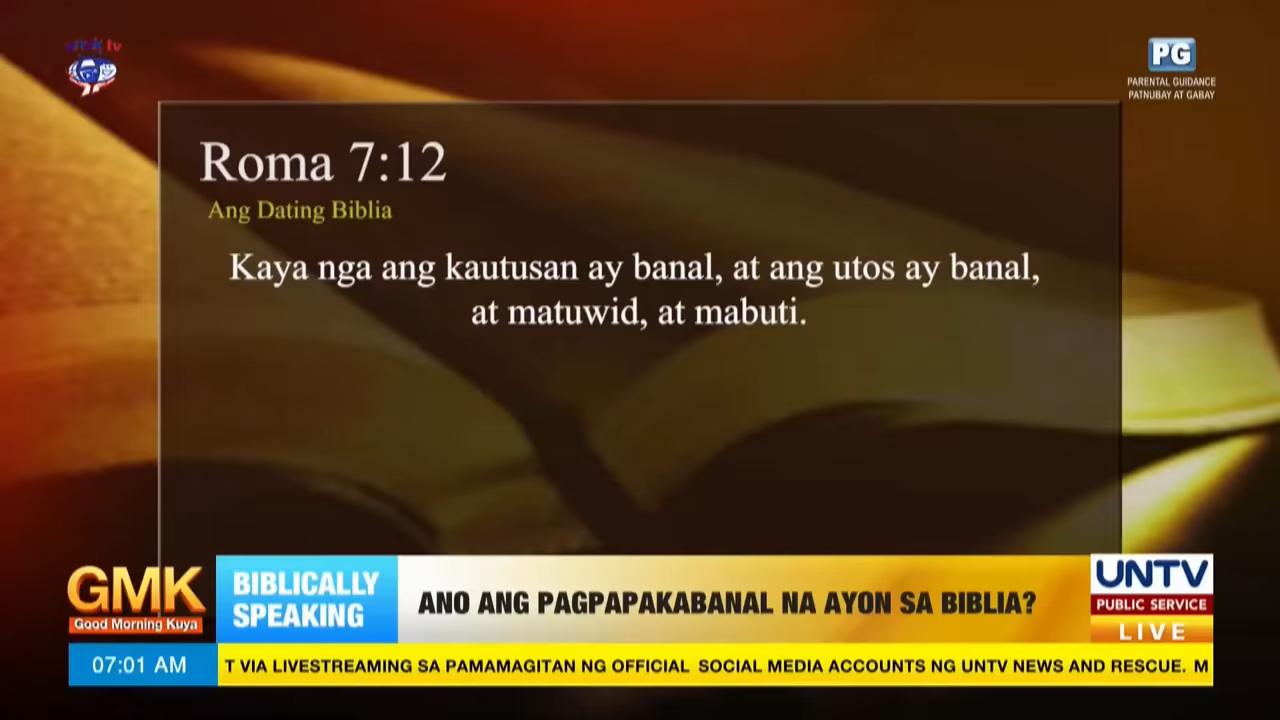 PG
PARENTAL GUIDANCE
PATNUBAY AT GABAY
Roma 7:12
Ang Dating Biblia
Kaya nga ang kautusan ay banal, at ang utos ay banal,
at matuwid, at mabuti.
GMK
Good Morning Kuya
BIBLICALLY
SPEAKING
ANO ANG PAGPAPAKABANAL NA AYON SA BIBLIA?
UNTV
PUBLIC SERVICE
LIVE
07:01 AM
T VIA LIVESTREAMING SA PAMAMAGITAN NG OFFICIAL SOCIAL MEDIA ACCOUNTS NG UNTV NEWS AND RESCUE. M